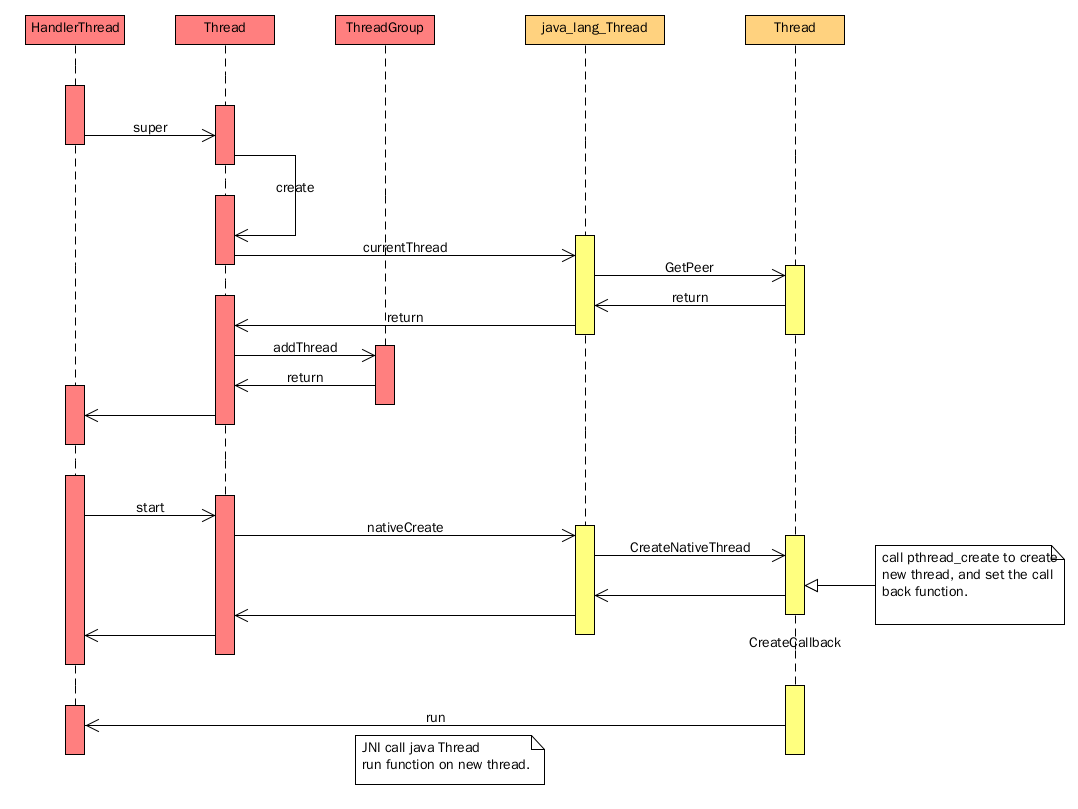 HandlerThread
Thread
ThreadGroup
java_lang_Thread
Thread
super
create
currentThread
GetPeer
return
return
addThread
return
start
nativeCreate
CreateNativeThread
call pthread_create to create
new thread, and set the call
back function.
CreateCallback
run
JNI call java Thread
run function on new thread.